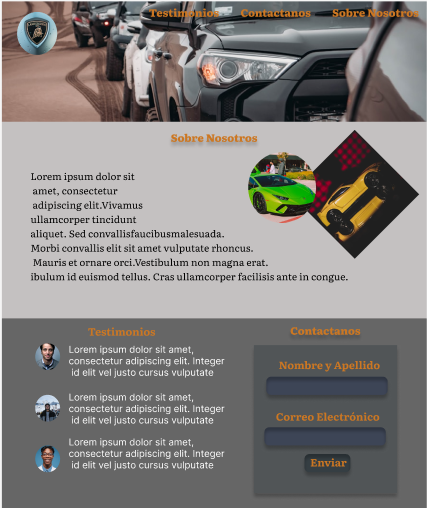 Testimonios Contactanos Sobre Nosotros
Sobre Nosotros
Lorem ipsum dolor sit
amet, consectetur
adipiscing elit.Vivamus
ullamcorper tincidunt
aliquet. Sed convallisfaucibusmalesuada.
Morbi convallis elit sit amet vulputate rhoncus.
Mauris et ornare orci.Vestibulum non magna erat.
ibulum id euismod tellus. Cras ullamcorper facilisis ante in congue.
Testimonios
Lorem ipsum dolor sit amet,
consectetur adipiscing elit. Integer
id elit vel justo cursus vulputate
Lorem ipsum dolor sit amet,
consectetur adipiscing elit. Integer
id elit vel justo cursus vulputate
Lorem ipsum dolor sit amet,
consectetur adipiscing elit. Integer
id elit vel justo cursus vulputate
Contactanos
Nombre y Apellido
Correo Electrónico
Enviar